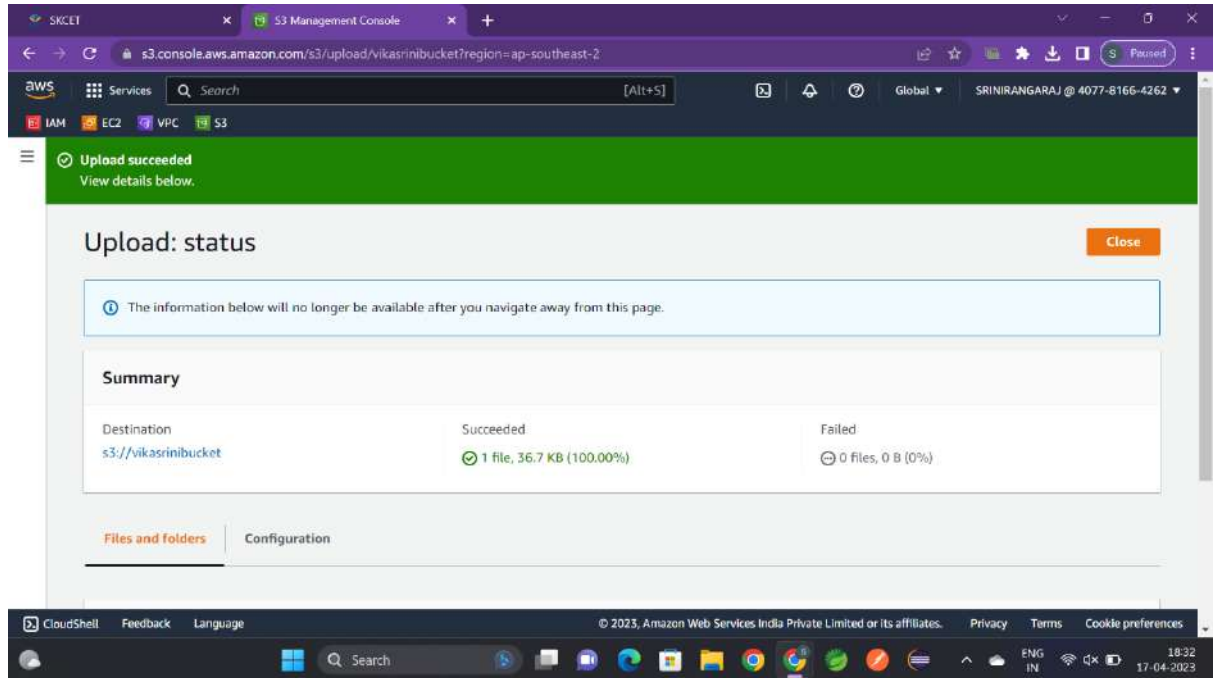 SKCET
S3 Management Console
s3.console.aws.amazon.com/s3/upload/vikasrinibucket?region=ap-southeast-2
S Paused
aws
Services
Search
[Alt+S]
Global
SRINIRANGARAJ @ 4077-8166-4262
IAM
EC2
VPC
S3
Upload succeeded
View details below.
Upload: status
Close
The information below will no longer be available after you navigate away from this page.
Summary
Destination
s3://vikasrinibucket
Succeeded
1 file, 36.7 KB (100.00%)
Failed
0 files, 0 B (0%)
Files and folders
Configuration
CloudShell
Feedback
Language
© 2023, Amazon Web Services India Private Limited or its affiliates.
Privacy
Terms
Cookie preferences
Search
ENG
IN
18:32
17-04-2023